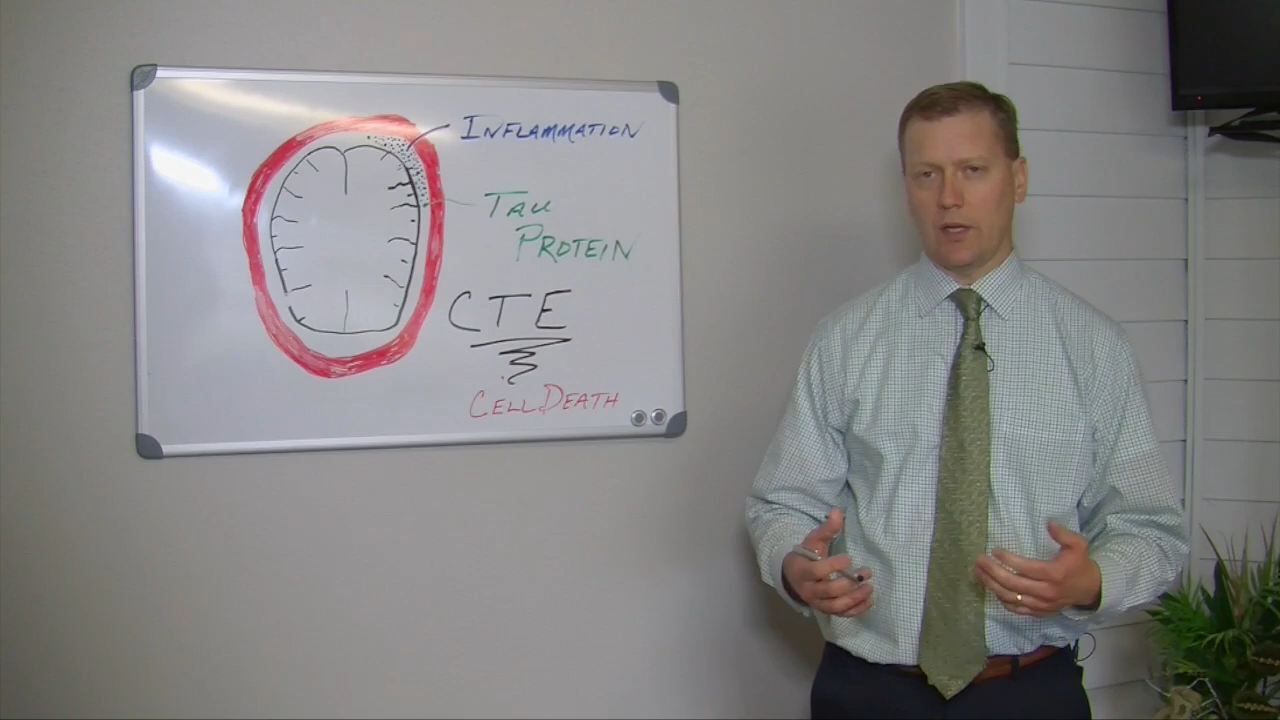 INFLAMMATION
TAU
PROTEIN
CTE
CELL DEATH